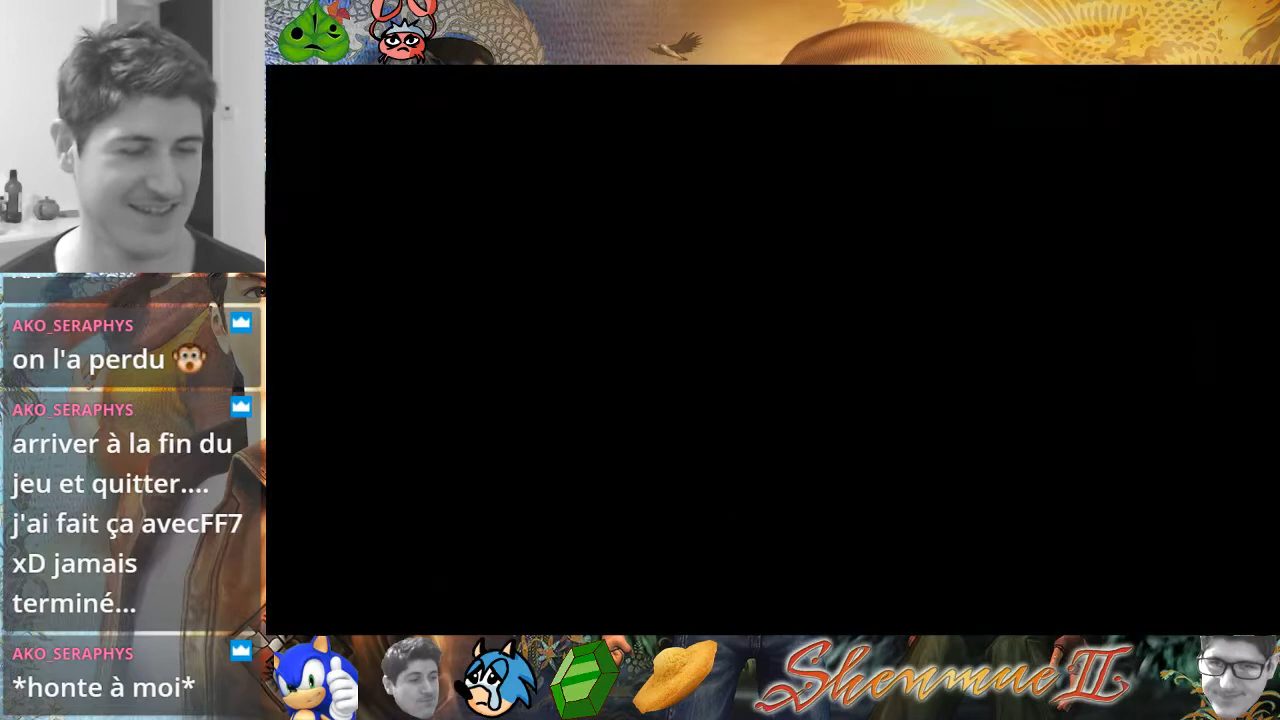 AKO_SERAPHYS
on l'a perdu 🙊
AKO_SERAPHYS
arriver à la fin du
jeu et quitter....
j'ai fait ça avecFF7
xD jamais
terminé...
AKO_SERAPHYS
*honte à moi*
Shenmue II